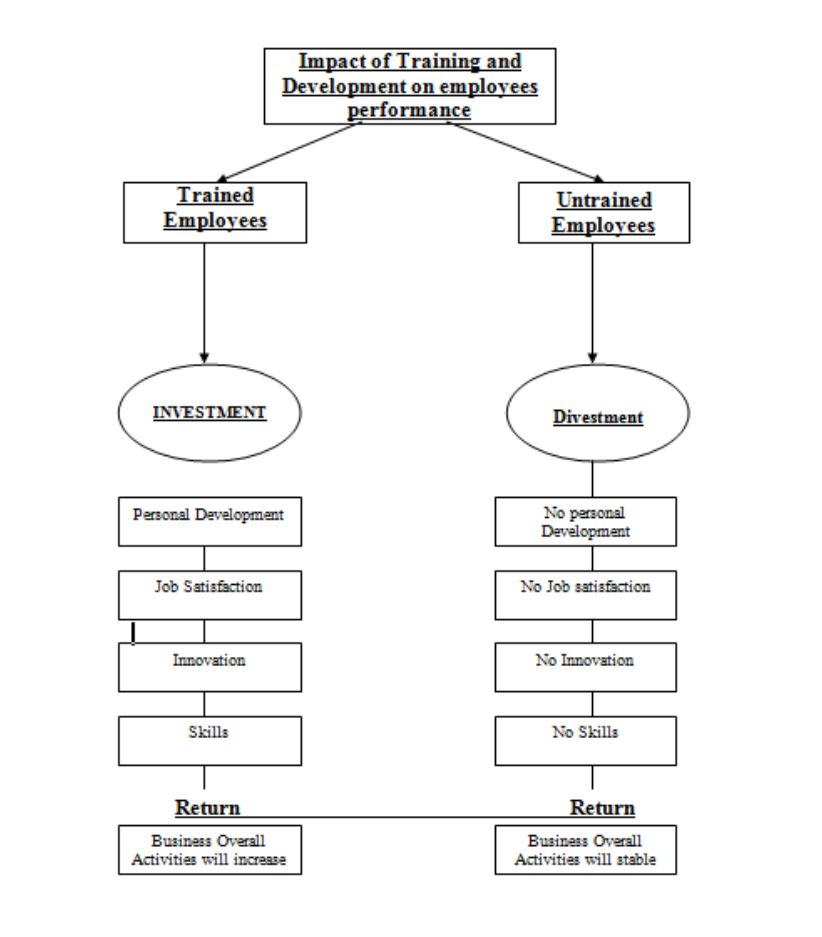 Impact of Training and
Development on employees
performance
Trained
Employees
Untrained
Employees
INVESTMENT
Divestment
Personal Development
No personal
Development
Job Satisfaction
No Job satisfaction
Innovation
No Innovation
Skills
No Skills
Return
Return
Business Overall
Activities will increase
Business Overall
Activities will stable